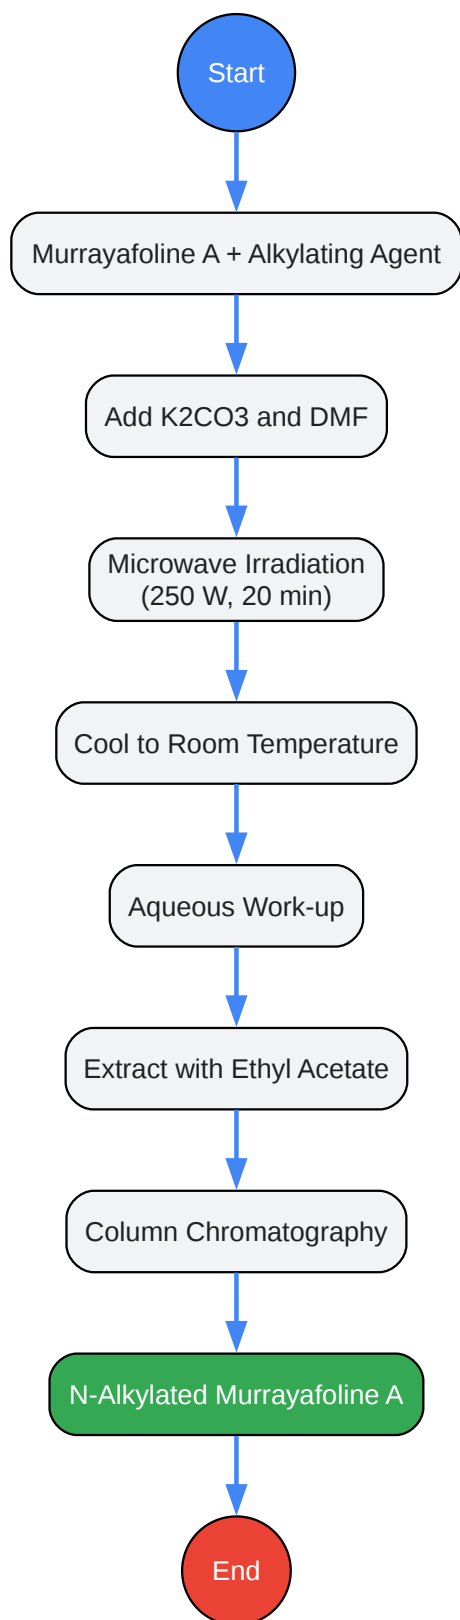 Start
Murrayafoline A + Alkylating Agent
Add K2CO3 and DMF
Microwave Irradiation
(250 W, 20 min)
Cool to Room Temperature
Aqueous Work-up
Extract with Ethyl Acetate
Column Chromatography
N-Alkylated Murrayafoline A
End